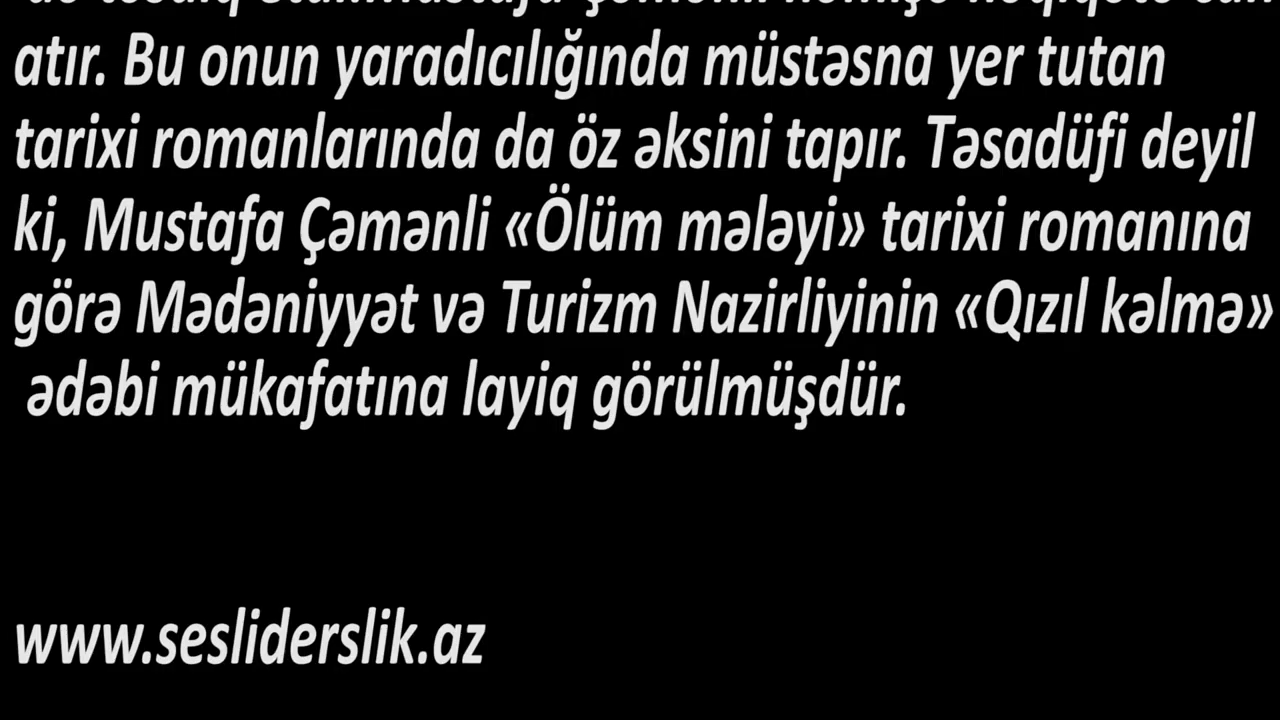 atır. Bu onun yaradıcılığında müstəsna yer tutan
tarixi romanlarında da öz əksini tapır. Təsadüfi deyil
ki, Mustafa Çəmənli «Ölüm mələyi» tarixi romanına
görə Mədəniyyət və Turizm Nazirliyinin «Qızıl kəlmə»
ədəbi mükafatına layiq görülmüşdür.
www.sesliderslik.az